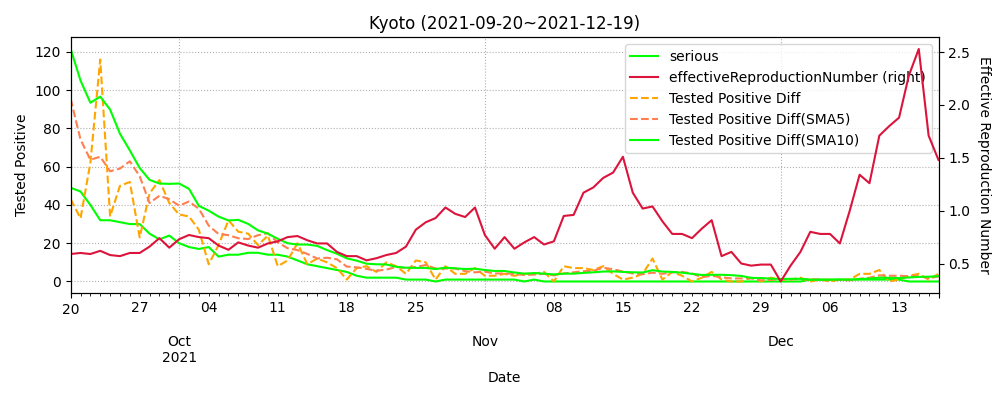 Kyoto (2021-09-20~2021-12-19)
serious
effectiveReproductionNumber (right)
Tested Positive Diff
Tested Positive Diff(SMA5)
Tested Positive Diff(SMA10)
Tested Positive
120
100
80
60
40
20
0
2.5
2.0
1.5
1.0
0.5
Effective Reproduction Number
20 27 04 11 18 25 08 15 22 29 06 13
Oct Nov Dec
2021
Date